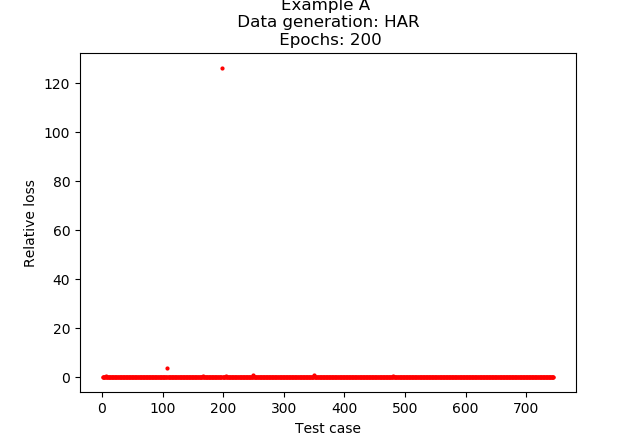 Example A
Data generation: HAR
Epochs: 200
120
100
80
60
40
20
0
Relative loss
0 100 200 300 400 500 600 700
Test case